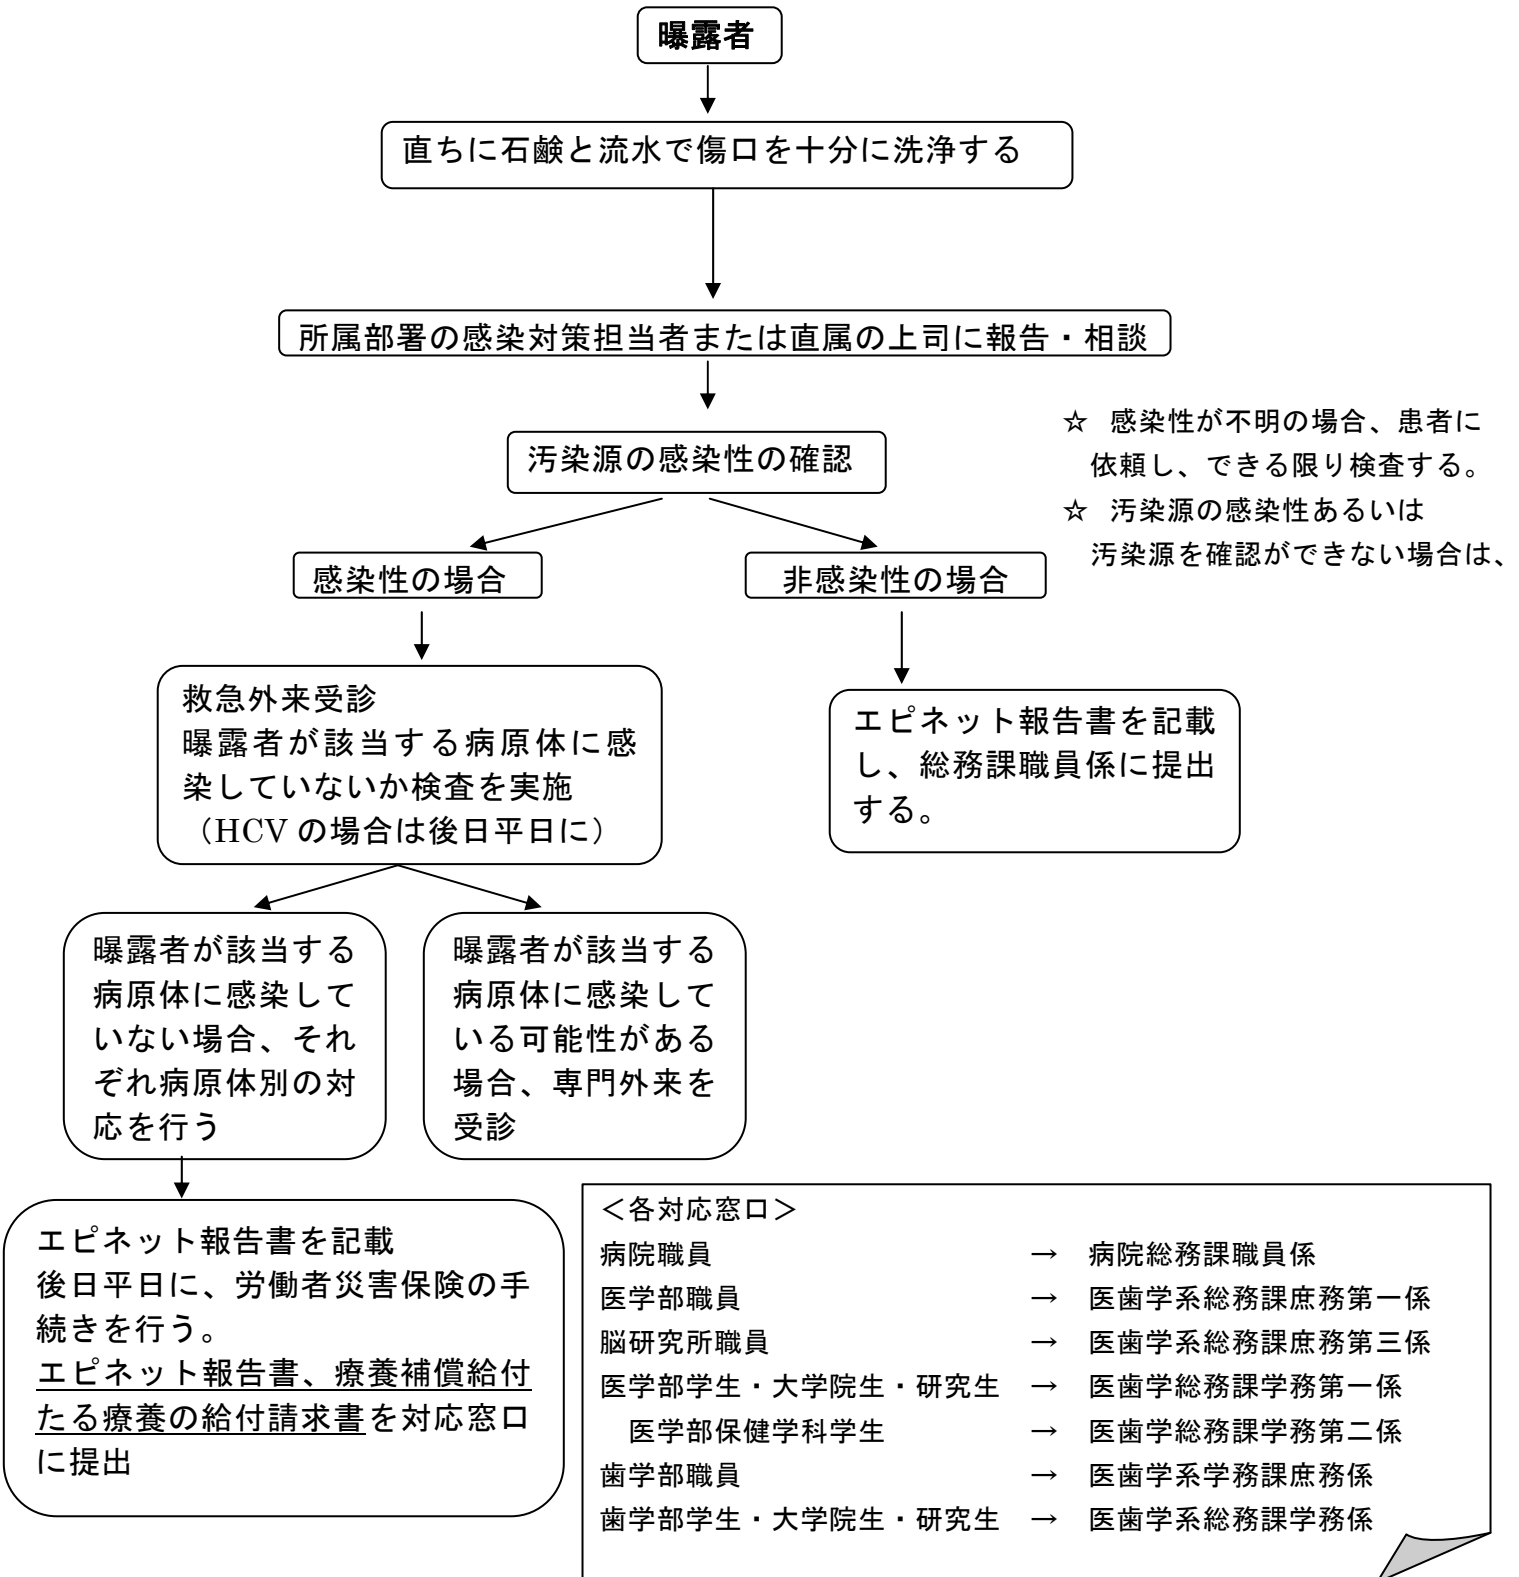 曝露者
直ちに石鹸と流水で傷口を十分に洗浄する
所属部署の感染対策担当者または直属の上司に報告・相談
汚染源の感染性の確認
☆ 感染性が不明の場合、患者に
依頼し、できる限り検査する。
☆ 汚染源の感染性あるいは
汚染源を確認ができない場合は、
感染性の場合
非感染性の場合
救急外来受診
曝露者が該当する病原体に感
染していないか検査を実施
（HCV の場合は後日平日に）
エピネット報告書を記載
し、総務課職員係に提出
する。
曝露者が該当する
病原体に感染して
いない場合、それ
ぞれ病原体別の対
応を行う
曝露者が該当する
病原体に感染して
いる可能性がある
場合、専門外来を
受診
エピネット報告書を記載
後日平日に、労働者災害保険の手
続きを行う。
エピネット報告書、療養補償給付
たる療養の給付請求書を対応窓口
に提出
＜各対応窓口＞
病院職員 → 病院総務課職員係
医学部職員 → 医歯学系総務課庶務第一係
脳研究所職員 → 医歯学系総務課庶務第三係
医学部学生・大学院生・研究生 → 医歯学総務課学務第一係
医学部保健学科学生 → 医歯学総務課学務第二係
歯学部職員 → 医歯学系学務課庶務係
歯学部学生・大学院生・研究生 → 医歯学系総務課学務係